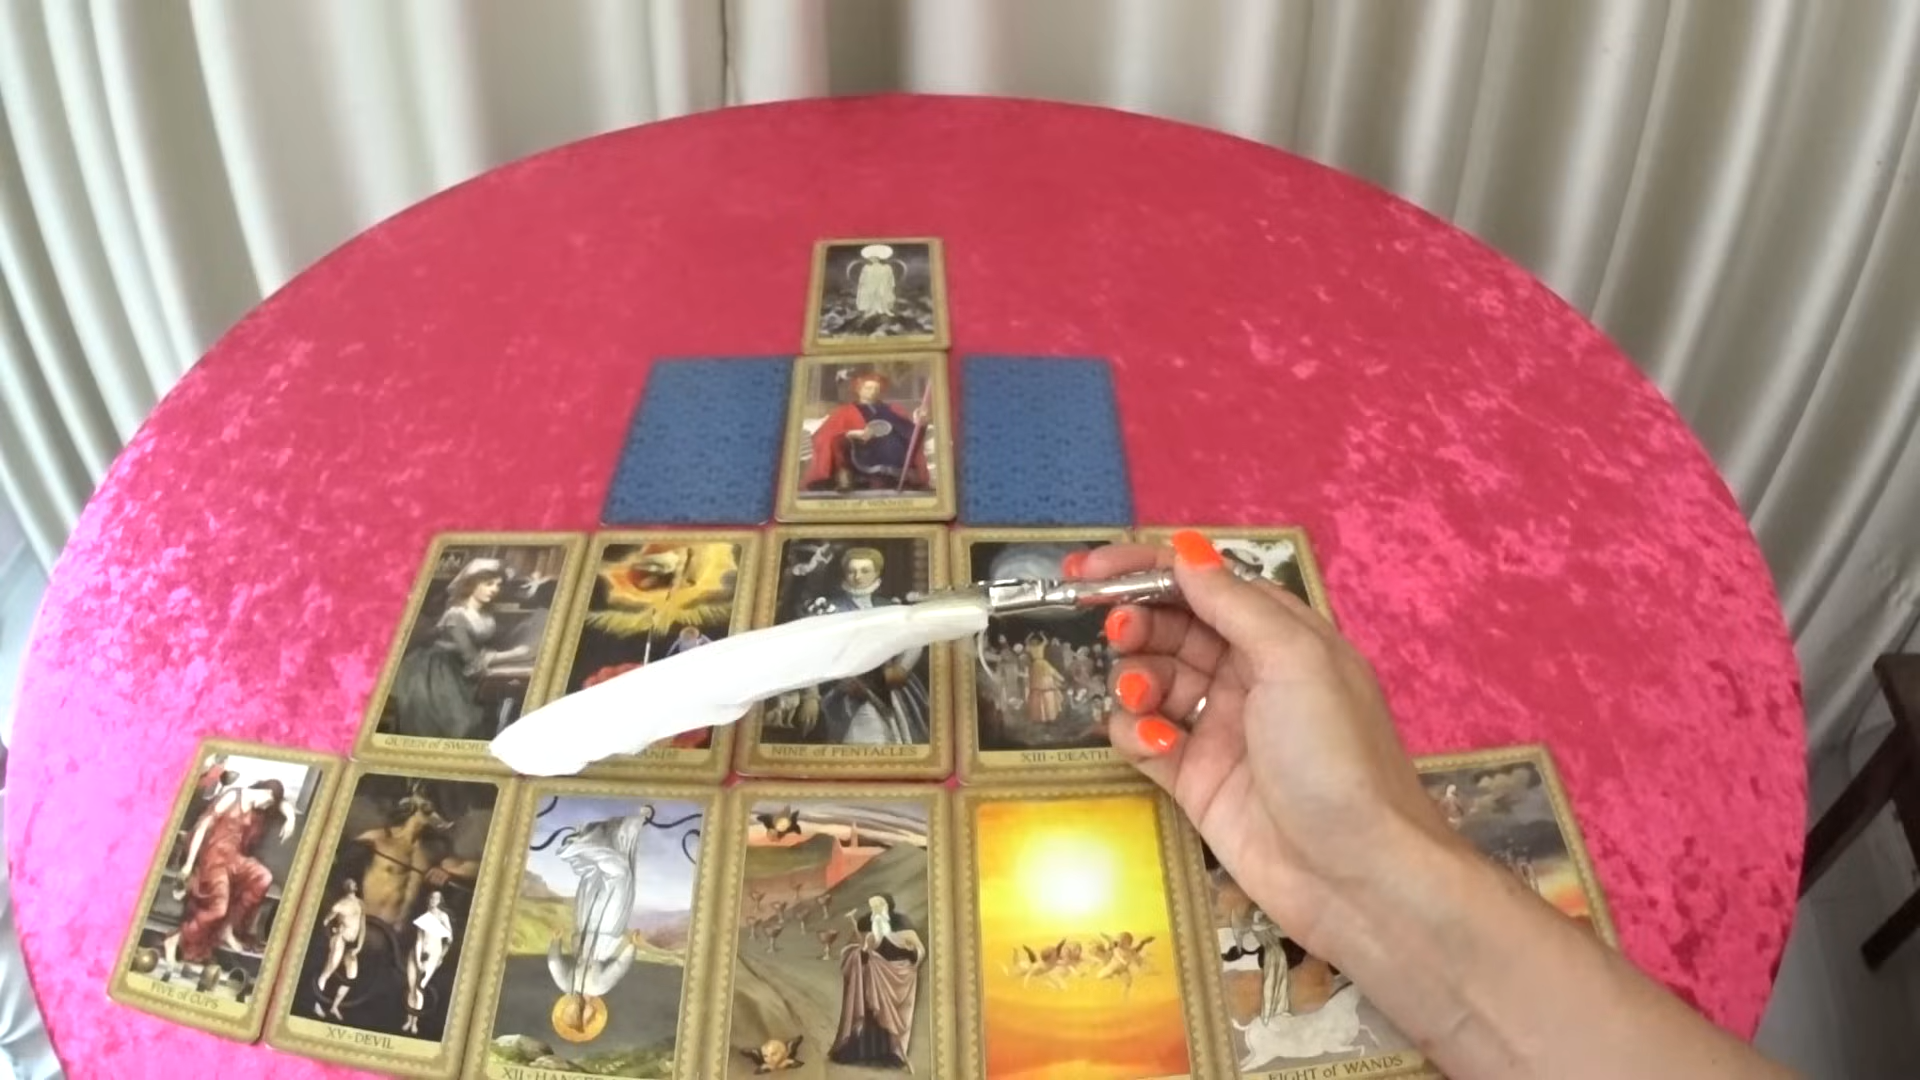 QUEEN of SWORDS
NINE of PENTACLES
XIII - DEATH
FIVE of CUPS
XV - DEVIL
EIGHT of WANDS